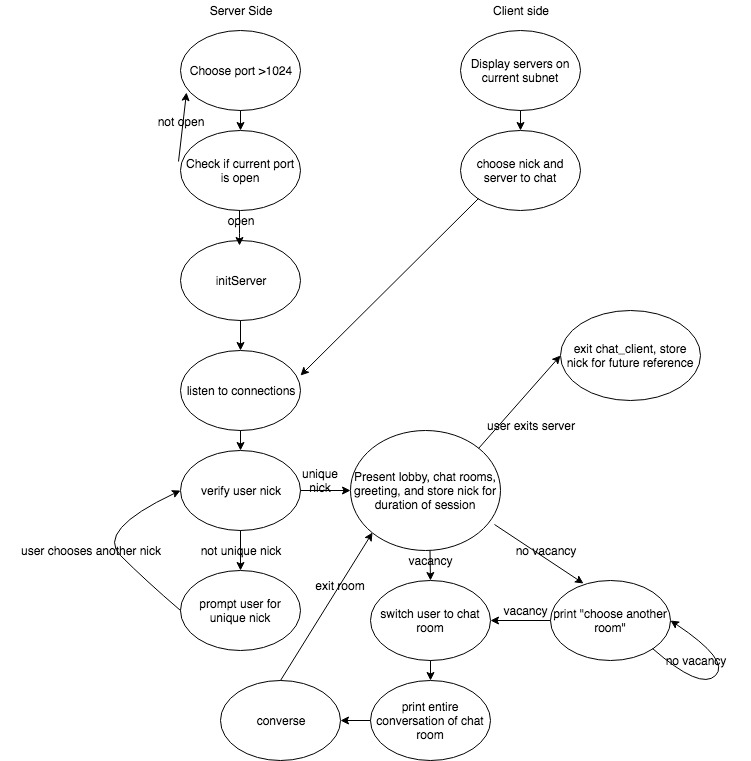 Server Side
Client side
Choose port >1024
Display servers on
current subnet
not open
Check if current port
is open
choose nick and
server to chat
open
initServer
exit chat_client, store
nick for future reference
listen to connections
user exits server
unique
nick
verify user nick
Present lobby, chat rooms,
greeting, and store nick for
duration of session
user chooses another nick
not unique nick
no vacancy
vacancy
exit room
prompt user for
unique nick
switch user to chat
room
vacancy
print "choose another
room"
no vacancy
converse
print entire
conversation of chat
room